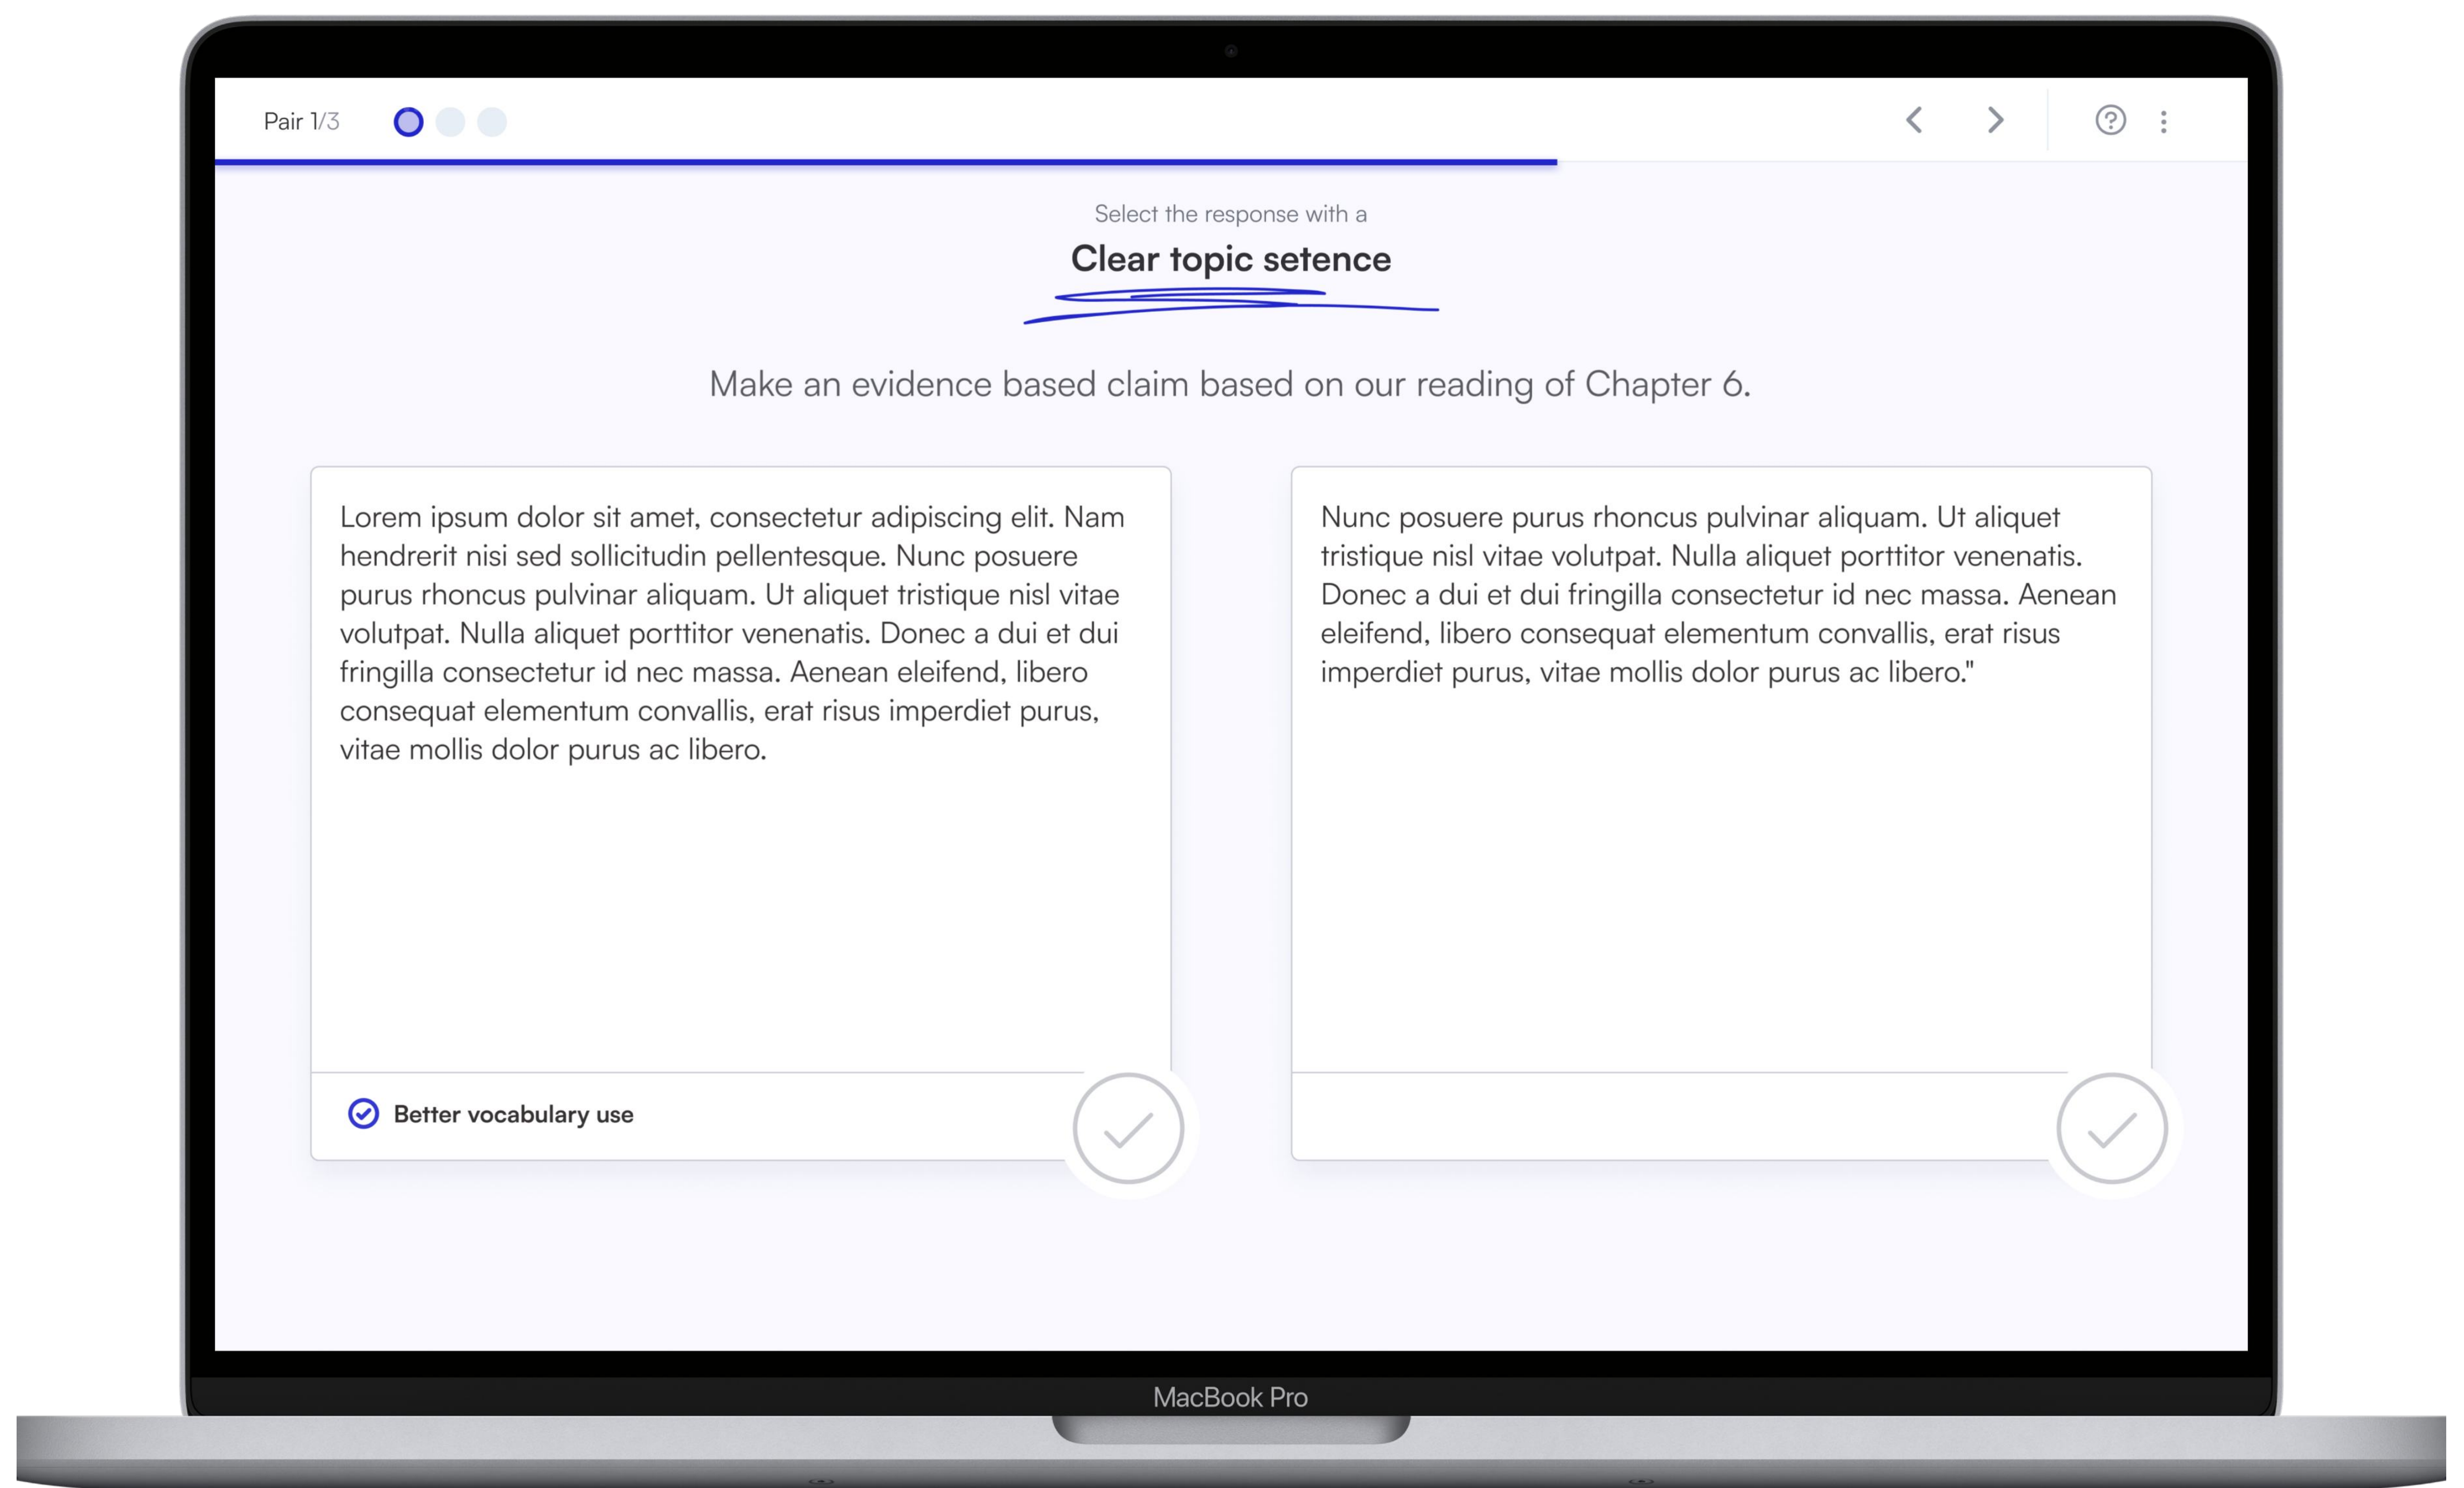 Pair 1/3
Select the response with a
Clear topic setence
Make an evidence based claim based on our reading of Chapter 6.
Lorem ipsum dolor sit amet, consectetur adipiscing elit. Nam
hendrerit nisi sed sollicitudin pellentesque. Nunc posuere
purus rhoncus pulvinar aliquam. Ut aliquet tristique nisl vitae
volutpat. Nulla aliquet porttitor venenatis. Donec a dui et dui
fringilla consectetur id nec massa. Aenean eleifend, libero
consequat elementum convallis, erat risus imperdiet purus,
vitae mollis dolor purus ac libero.
Better vocabulary use
Nunc posuere purus rhoncus pulvinar aliquam. Ut aliquet
tristique nisl vitae volutpat. Nulla aliquet porttitor venenatis.
Donec a dui et dui fringilla consectetur id nec massa. Aenean
eleifend, libero consequat elementum convallis, erat risus
imperdiet purus, vitae mollis dolor purus ac libero."
MacBook Pro